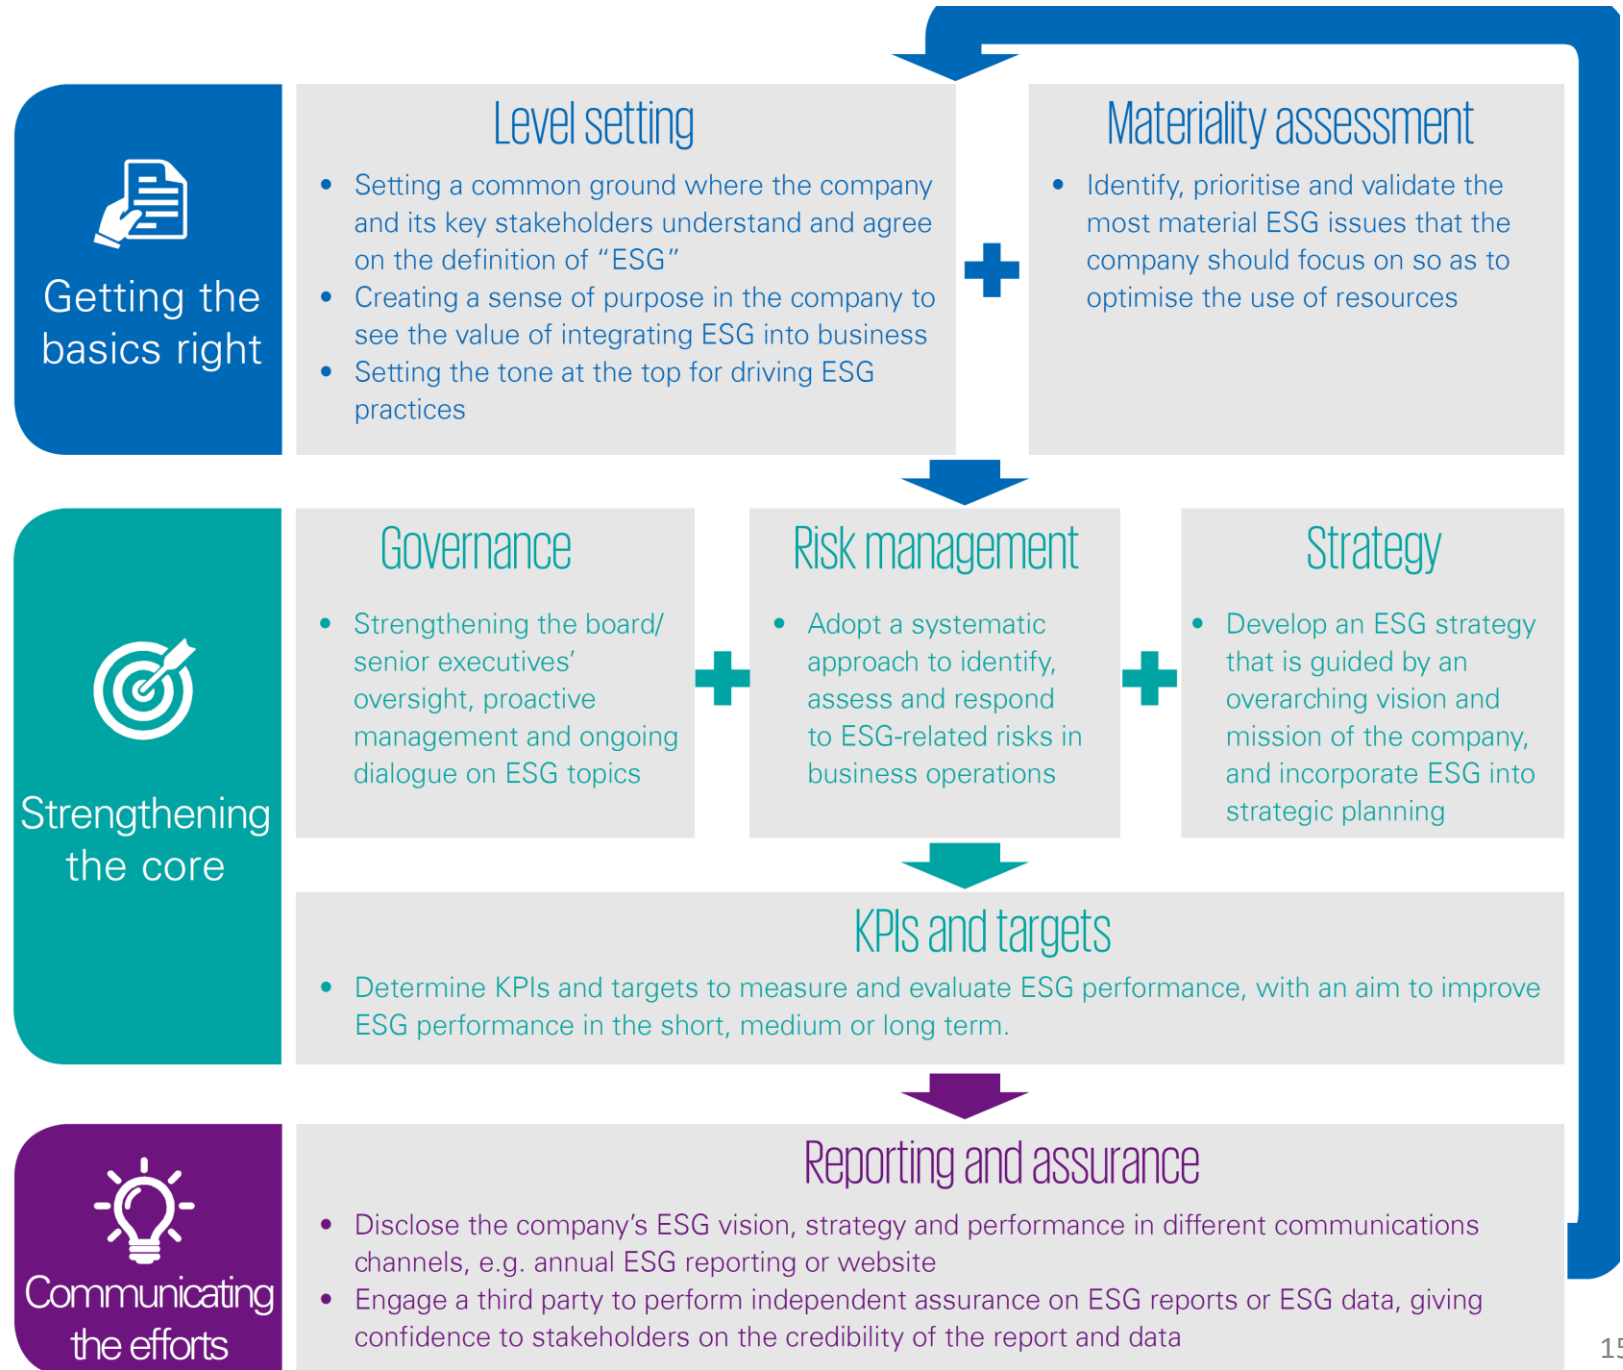 Getting the
basics right
Level setting
• Setting a common ground where the company
and its key stakeholders understand and agree
on the definition of “ESG”
• Creating a sense of purpose in the company to
see the value of integrating ESG into business
• Setting the tone at the top for driving ESG
practices
Materiality assessment
• Identify, prioritise and validate the
most material ESG issues that the
company should focus on so as to
optimise the use of resources
Strengthening
the core
Governance
• Strengthening the board/
senior executives’
oversight, proactive
management and ongoing
dialogue on ESG topics
Risk management
• Adopt a systematic
approach to identify,
assess and respond
to ESG-related risks in
business operations
Strategy
• Develop an ESG strategy
that is guided by an
overarching vision and
mission of the company,
and incorporate ESG into
strategic planning
KPIs and targets
• Determine KPIs and targets to measure and evaluate ESG performance, with an aim to improve
ESG performance in the short, medium or long term.
Communicating
the efforts
Reporting and assurance
• Disclose the company’s ESG vision, strategy and performance in different communications
channels, e.g. annual ESG reporting or website
• Engage a third party to perform independent assurance on ESG reports or ESG data, giving
confidence to stakeholders on the credibility of the report and data
15